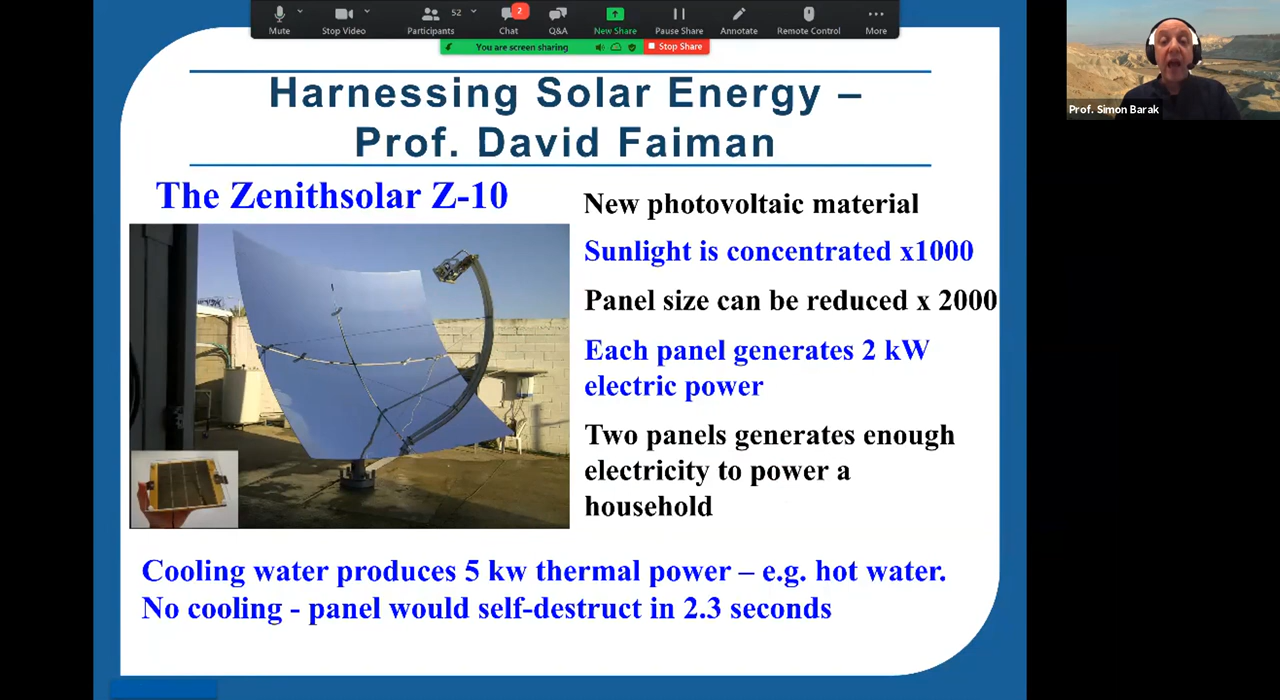 Mute
Stop Video
Participants
52
Chat
2
Q&A
New Share
Pause Share
Annotate
Remote Control
More
You are screen sharing
Stop Share
Prof. Simon Barak
Harnessing Solar Energy –
Prof. David Faiman
The Zenithsolar Z-10
New photovoltaic material
Sunlight is concentrated x1000
Panel size can be reduced x 2000
Each panel generates 2 kW
electric power
Two panels generates enough
electricity to power a
household
Cooling water produces 5 kw thermal power – e.g. hot water.
No cooling - panel would self-destruct in 2.3 seconds